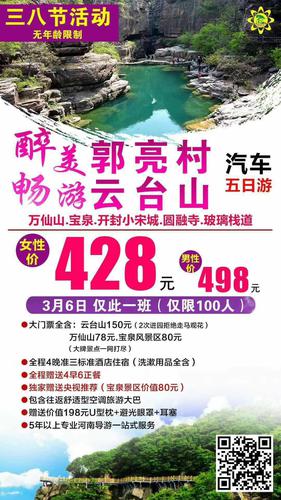 三八节活动
无年龄限制
醉美郭亮村
畅游云台山
汽车
五日游
万仙山.宝泉.开封小宋城.圆融寺.玻璃栈道
女性价
428元
男性价
498元
3月6日 仅此一班（仅限100人）
●大门票全含：云台山150元（2次进园拒绝走马观花）
万仙山78元,宝泉风景区80元
（大牌景点一网打尽）
●全程4晚准三标准酒店住宿（洗漱用品全含）
●全程赠送4早6正餐
●独家赠送央视推荐（宝泉景区价值80元）
●包含往返舒适型空调旅游大巴
●赠送价值198元U型枕+避光眼罩+耳塞
●5年以上专业河南导游一站式服务